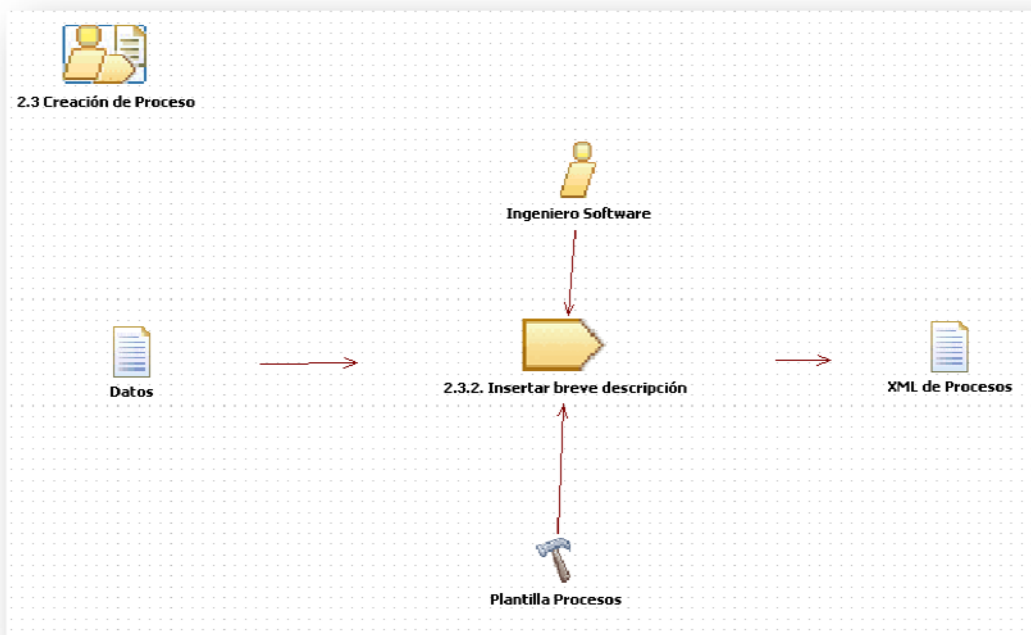 2.3 Creación de Proceso
Ingeniero Software
Datos
2.3.2. Insertar breve descripción
XML de Procesos
Plantilla Procesos